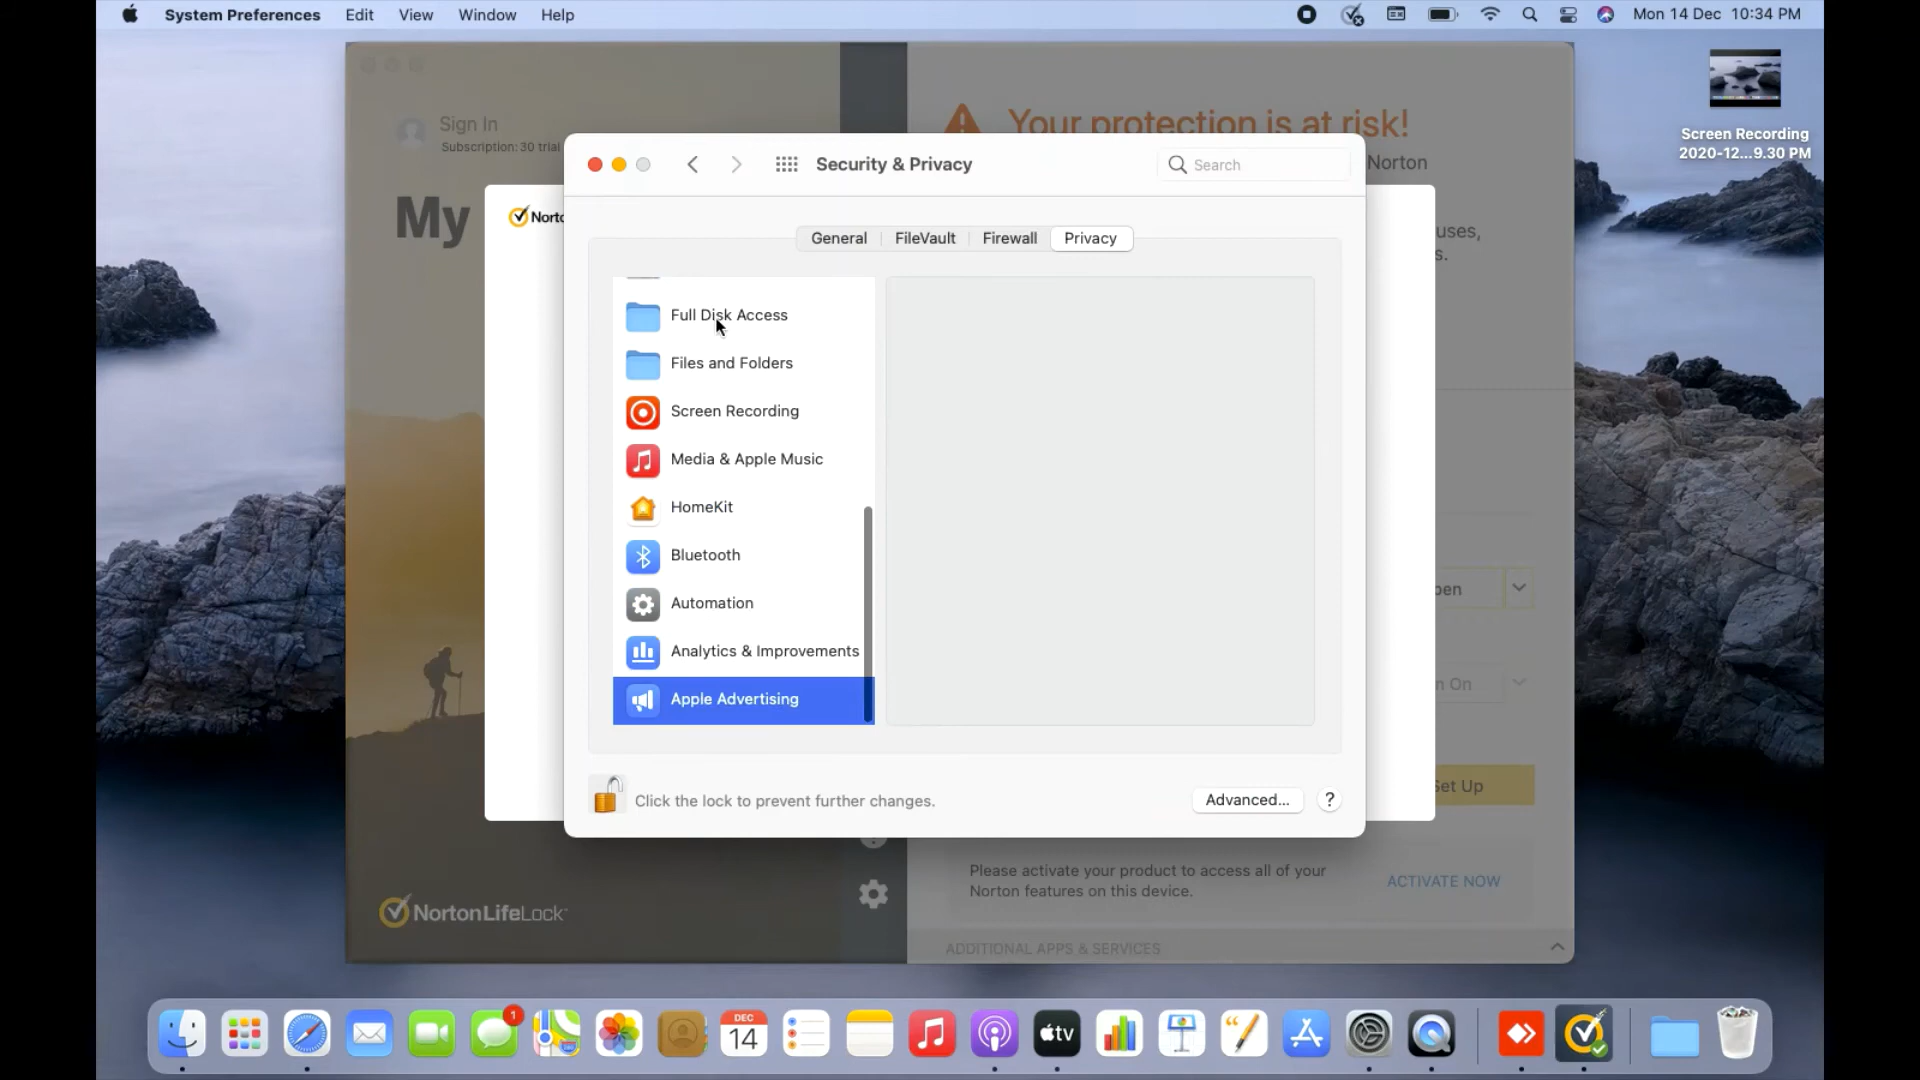 System Preferences Edit View Window Help
Mon 14 Dec 10:34 PM
Screen Recording
2020-12...9.30 PM
Sign In
Subscription: 30 trial
Your protection is at risk!
Norton
My
Security & Privacy
Search
General FileVault Firewall Privacy
Full Disk Access
Files and Folders
Screen Recording
Media & Apple Music
HomeKit
Bluetooth
Automation
Analytics & Improvements
Apple Advertising
Click the lock to prevent further changes.
Advanced...
?
Set Up
Please activate your product to access all of your
Norton features on this device.
ACTIVATE NOW
NortonLifeLock
ADDITIONAL APPS & SERVICES
1
DEC
14
tv